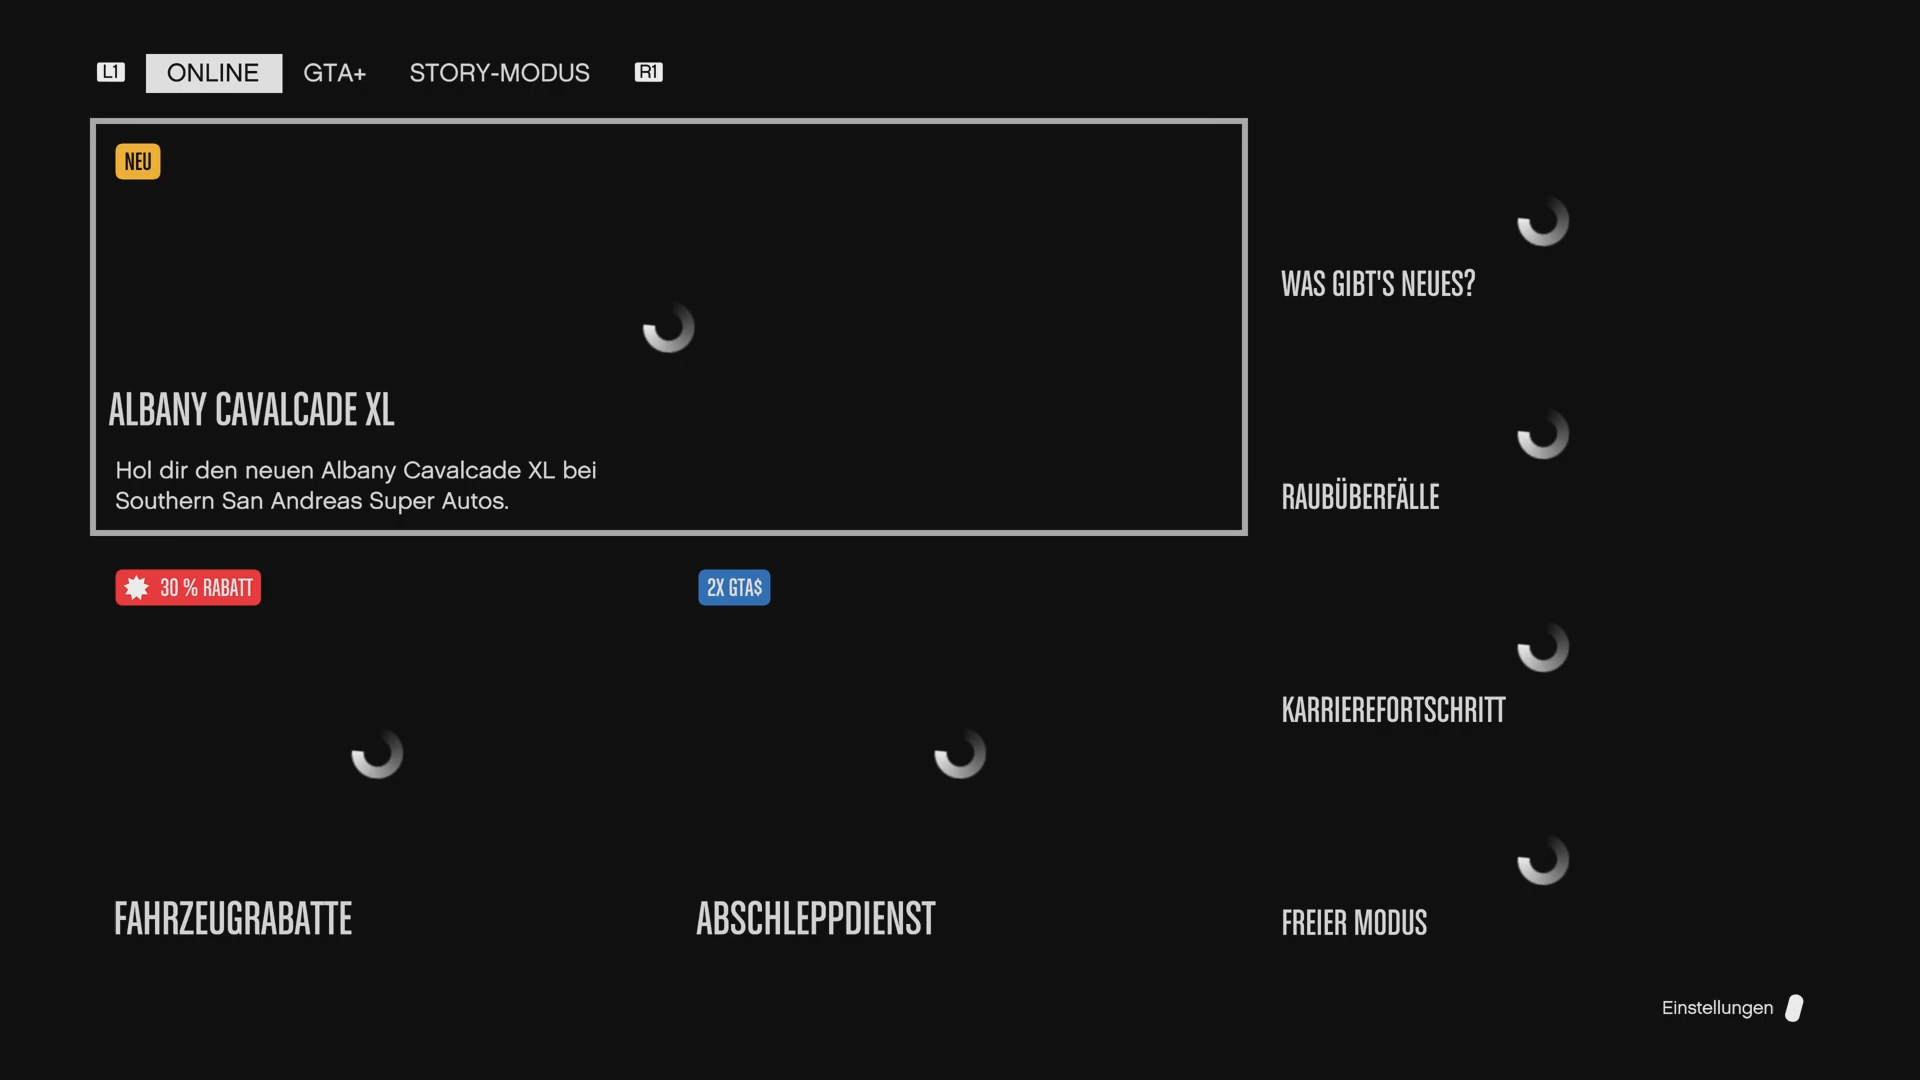 L1 ONLINE GTA+ STORY-MODUS R1
NEU
ALBANY CAVALCADE XL
Hol dir den neuen Albany Cavalcade XL bei
Southern San Andreas Super Autos.
30 % RABATT
FAHRZEUGRABATTE
2X GTA$
ABSCHLEPPDIENST
WAS GIBT'S NEUES?
RAUBÜBERFÄLLE
KARRIEREFORTSCHRITT
FREIER MODUS
Einstellungen